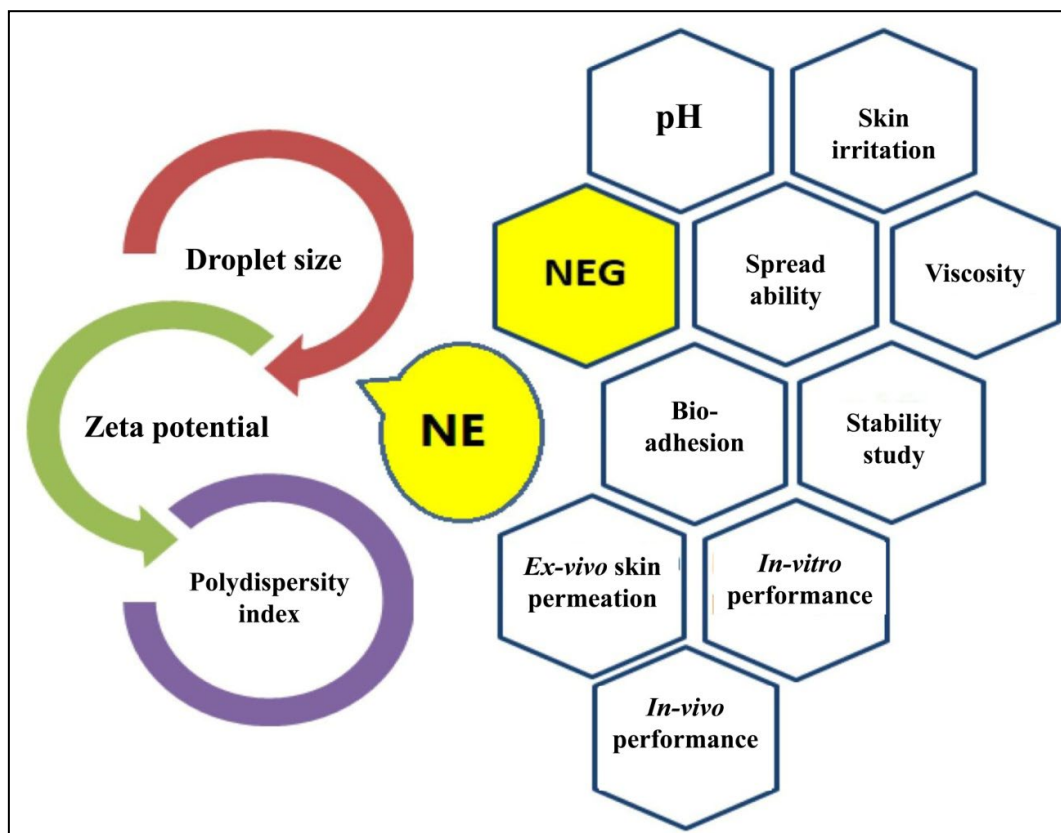 Droplet size
Zeta potential
Polydispersity
index
NE
pH
Skin
irritation
NEG
Spread
ability
Viscosity
Bio-
adhesion
Stability
study
Ex-vivo skin
permeation
In-vitro
performance
In-vivo
performance